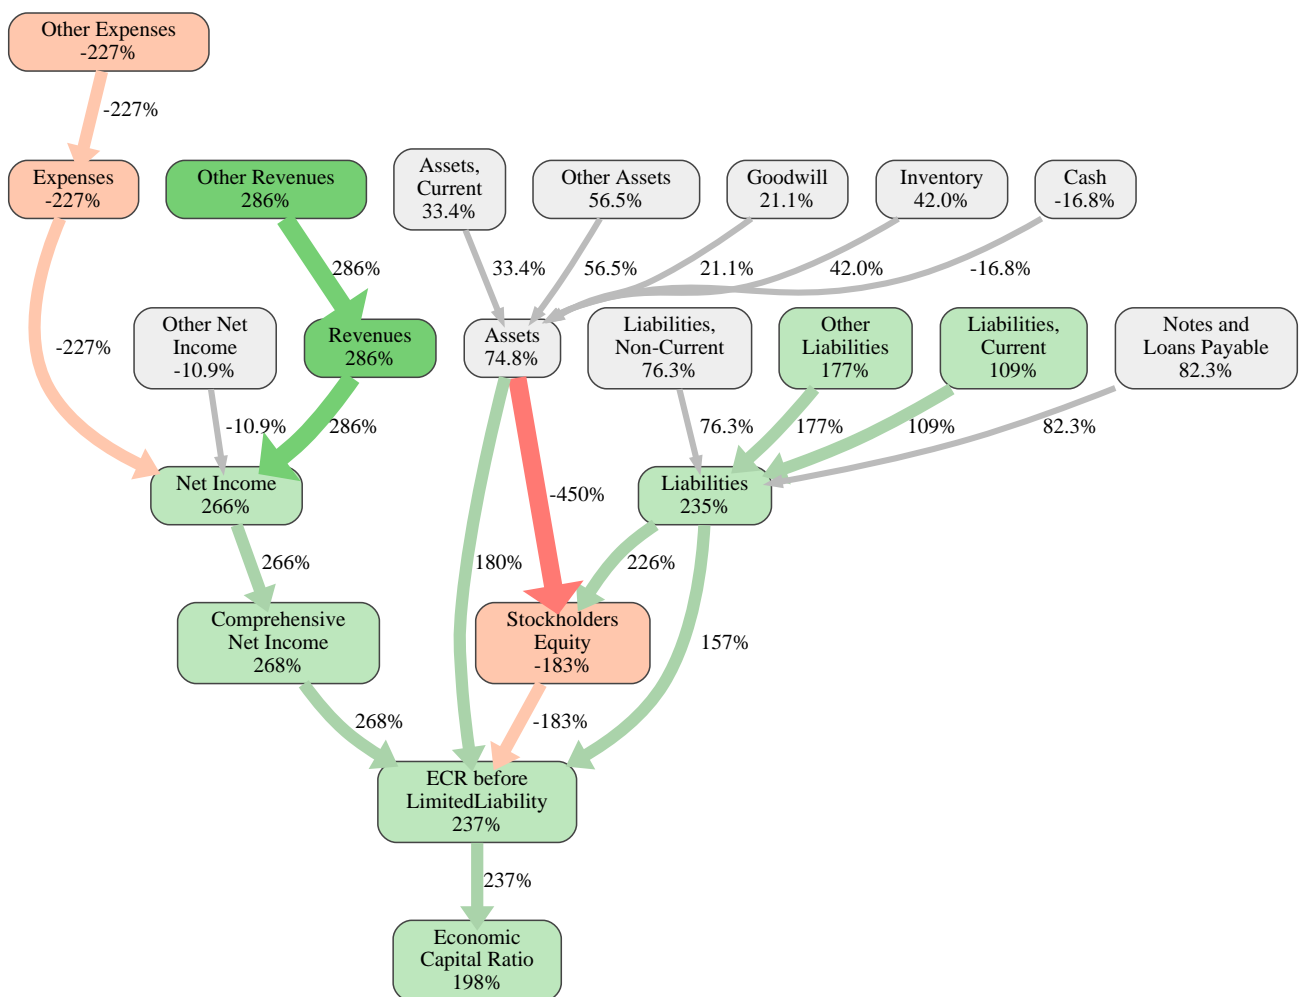 Other Expenses
-227%
-227%
Expenses
-227%
Other Revenues
286%
Assets,
Current
33.4%
Other Assets
56.5%
Goodwill
21.1%
Inventory
42.0%
Cash
-16.8%
286%
33.4%
56.5%
21.1%
42.0%
-16.8%
-227%
Other Net
Income
-10.9%
Revenues
286%
Assets
74.8%
Liabilities,
Non-Current
76.3%
Other
Liabilities
177%
Liabilities,
Current
109%
Notes and
Loans Payable
82.3%
-10.9%
286%
76.3%
177%
109%
82.3%
Net Income
266%
-450%
Liabilities
235%
266%
180%
226%
Comprehensive
Net Income
268%
Stockholders
Equity
-183%
157%
268%
-183%
ECR before
LimitedLiability
237%
237%
Economic
Capital Ratio
198%